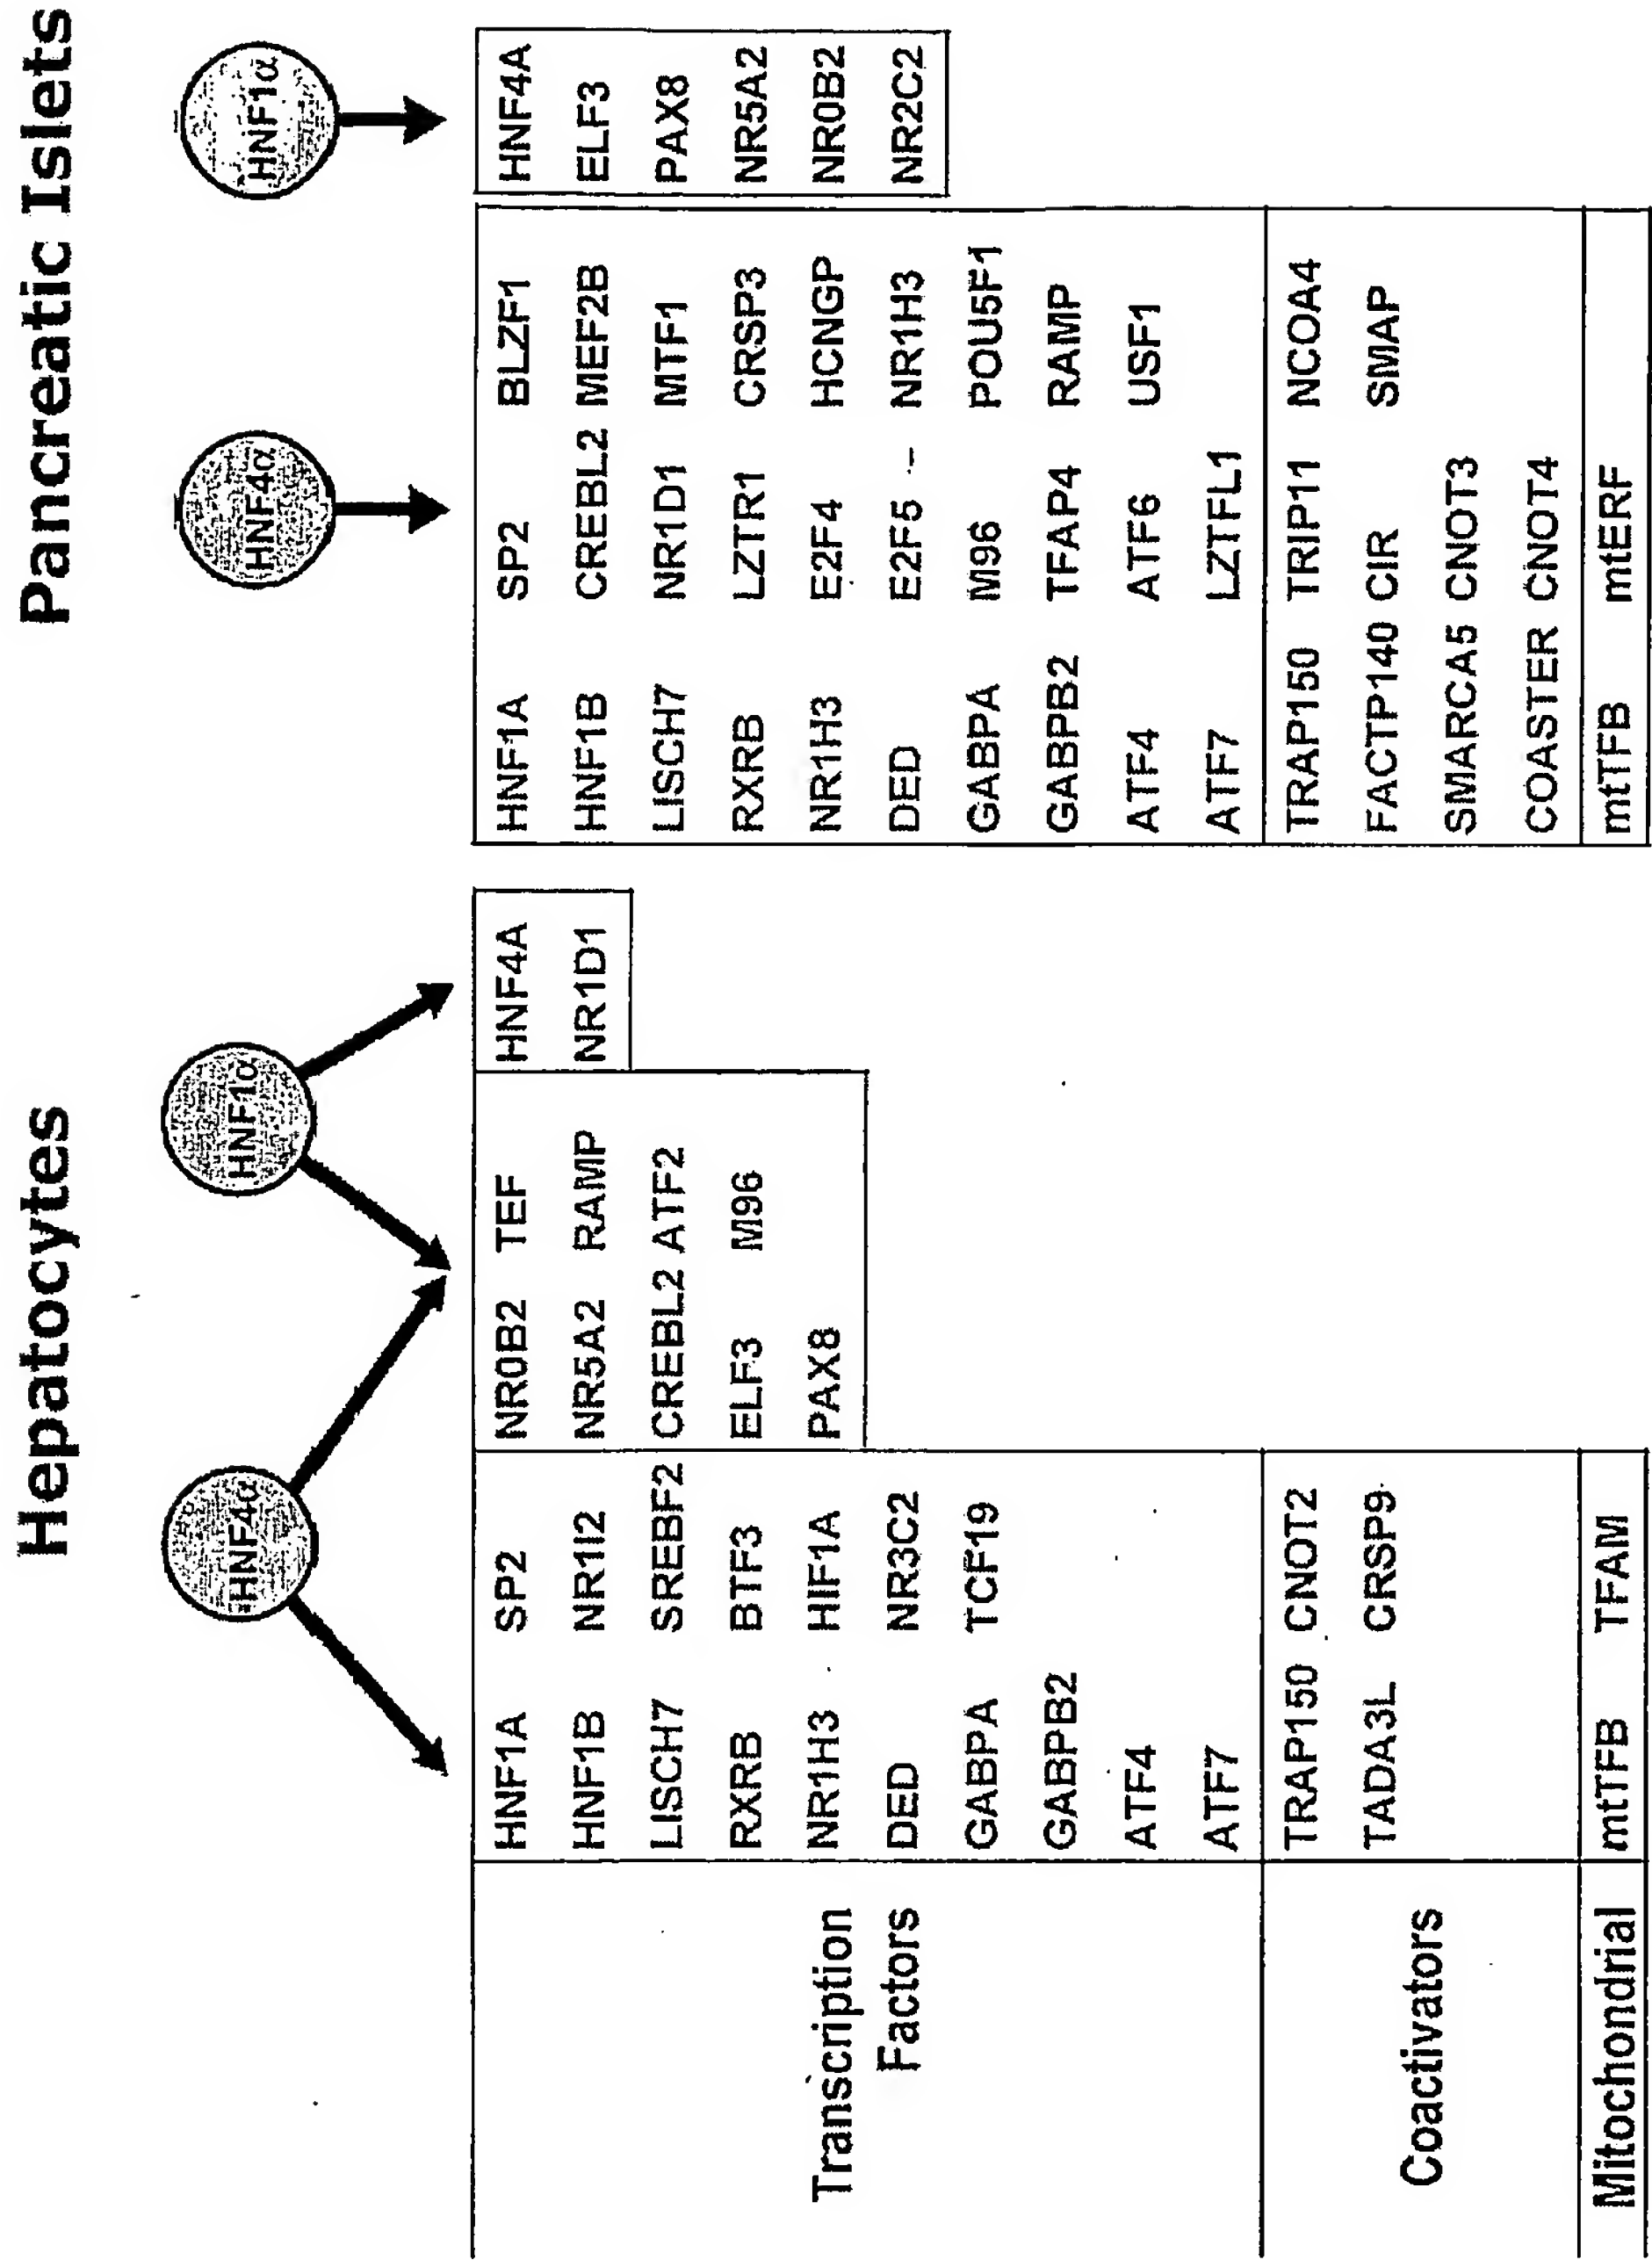 Hepatocytes Pancreatic Islets
HNF4α HNF1α HNF4α HNF1α
HNF1A SP2 NR0B2 TEF HNF4A HNF1A SP2 BLZF1 HNF4A
HNF1B NR1I2 NR5A2 RAMP NR1D1 HNF1B CREBL2 MEF2B ELF3
LISCH7 SREBF2 CREBL2 ATF2 LISCH7 NR1D1 MTF1 PAX8
RXRB BTF3 ELF3 M96 RXRB LZTR1 CRSP3 NR5A2
Transcription NR1H3 HIF1A PAX8 NR1H3 E2F4 HCNGP NR0B2
Factors DED NR3C2 DED E2F5 NR1H3 NR2C2
GABPA TCF19 GABPA M96 POU5F1
GABPB2 GABPB2 TFAP4 RAMP
ATF4 ATF4 ATF6 USF1
ATF7 ATF7 LZTFL1
TRAP150 CNOT2 TRAP150 TRIP11 NCOA4
TADA3L CRSP9 FACTP140 CIR SMAP
Coactivators SMARCA5 CNOT3
COASTER CNOT4
Mitochondrial mtTFB TFAM mtTFB mtERF